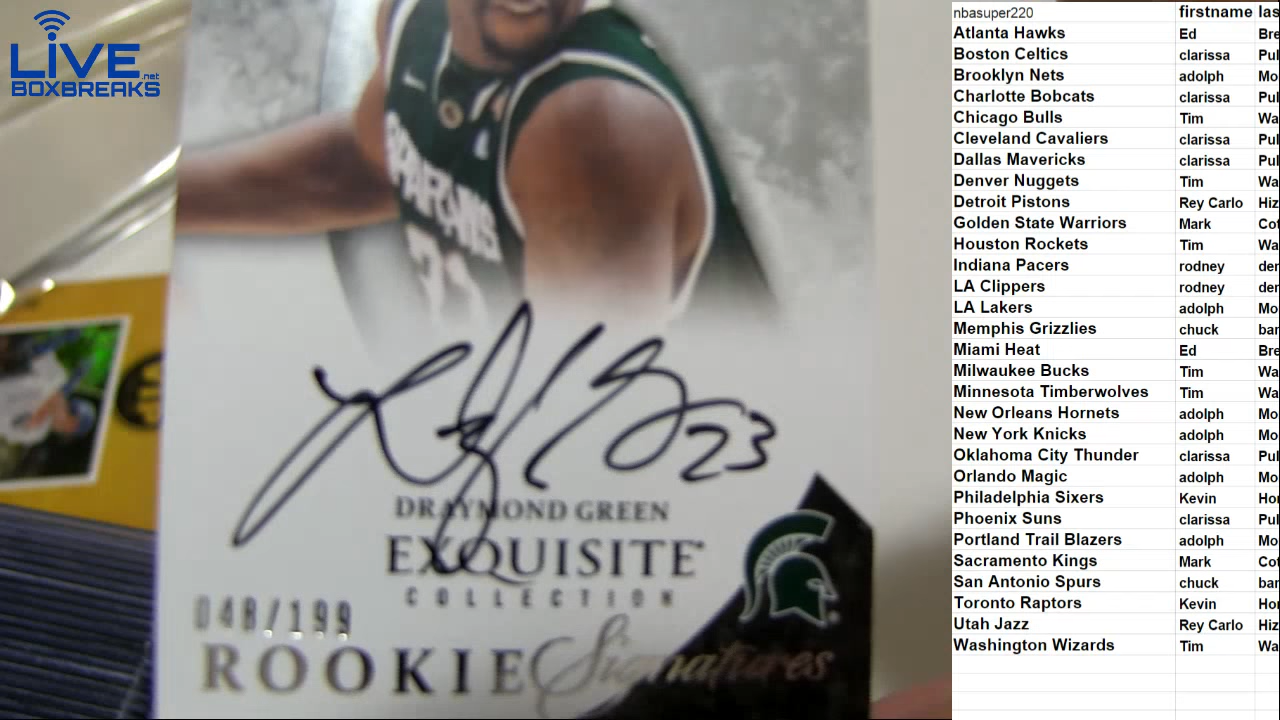 LIVE
BOXBREAKS.net
SPARTANS
23
23
DRAYMOND GREEN
EXQUISITE
COLLECTION
048/199
ROOKIE Signatures
nbasuper220 firstname las
Atlanta Hawks Ed Bre
Boston Celtics clarissa Pul
Brooklyn Nets adolph Mo
Charlotte Bobcats clarissa Pul
Chicago Bulls Tim Wa
Cleveland Cavaliers clarissa Pul
Dallas Mavericks clarissa Pul
Denver Nuggets Tim Wa
Detroit Pistons Rey Carlo Hiz
Golden State Warriors Mark Cot
Houston Rockets Tim Wa
Indiana Pacers rodney der
LA Clippers rodney der
LA Lakers adolph Mo
Memphis Grizzlies chuck bar
Miami Heat Ed Bre
Milwaukee Bucks Tim Wa
Minnesota Timberwolves Tim Wa
New Orleans Hornets adolph Mo
New York Knicks adolph Mo
Oklahoma City Thunder clarissa Pul
Orlando Magic adolph Mo
Philadelphia Sixers Kevin Hor
Phoenix Suns clarissa Pul
Portland Trail Blazers adolph Mo
Sacramento Kings Mark Cot
San Antonio Spurs chuck bar
Toronto Raptors Kevin Hor
Utah Jazz Rey Carlo Hiz
Washington Wizards Tim Wa